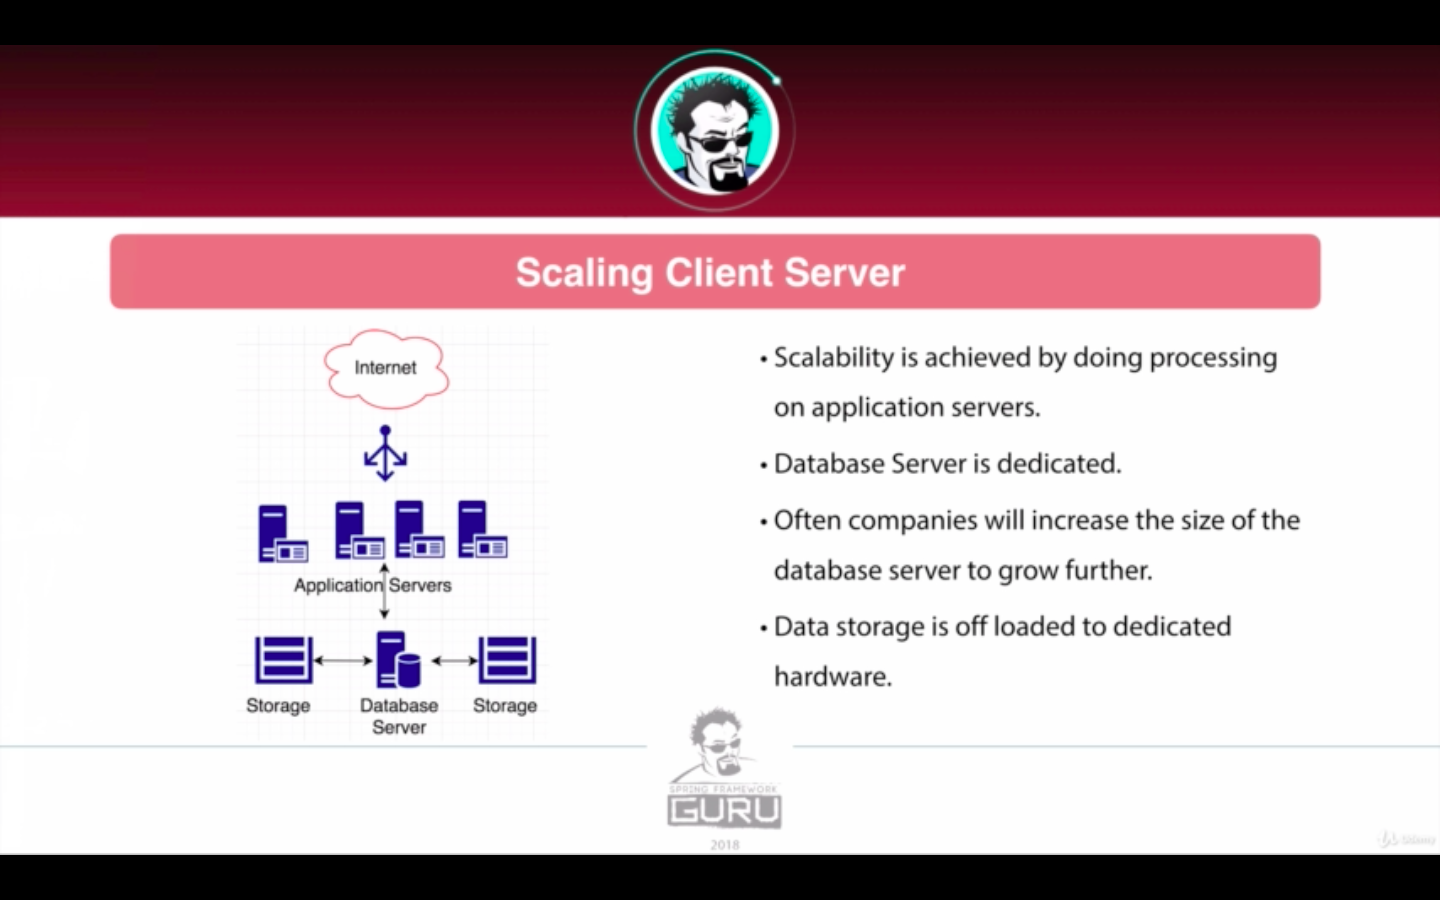 Scaling Client Server
Internet
Application Servers
Storage
Database
Server
Storage
• Scalability is achieved by doing processing
on application servers.
• Database Server is dedicated.
• Often companies will increase the size of the
database server to grow further.
• Data storage is off loaded to dedicated
hardware.
SPRING FRAMEWORK
GURU
2018
Udemy